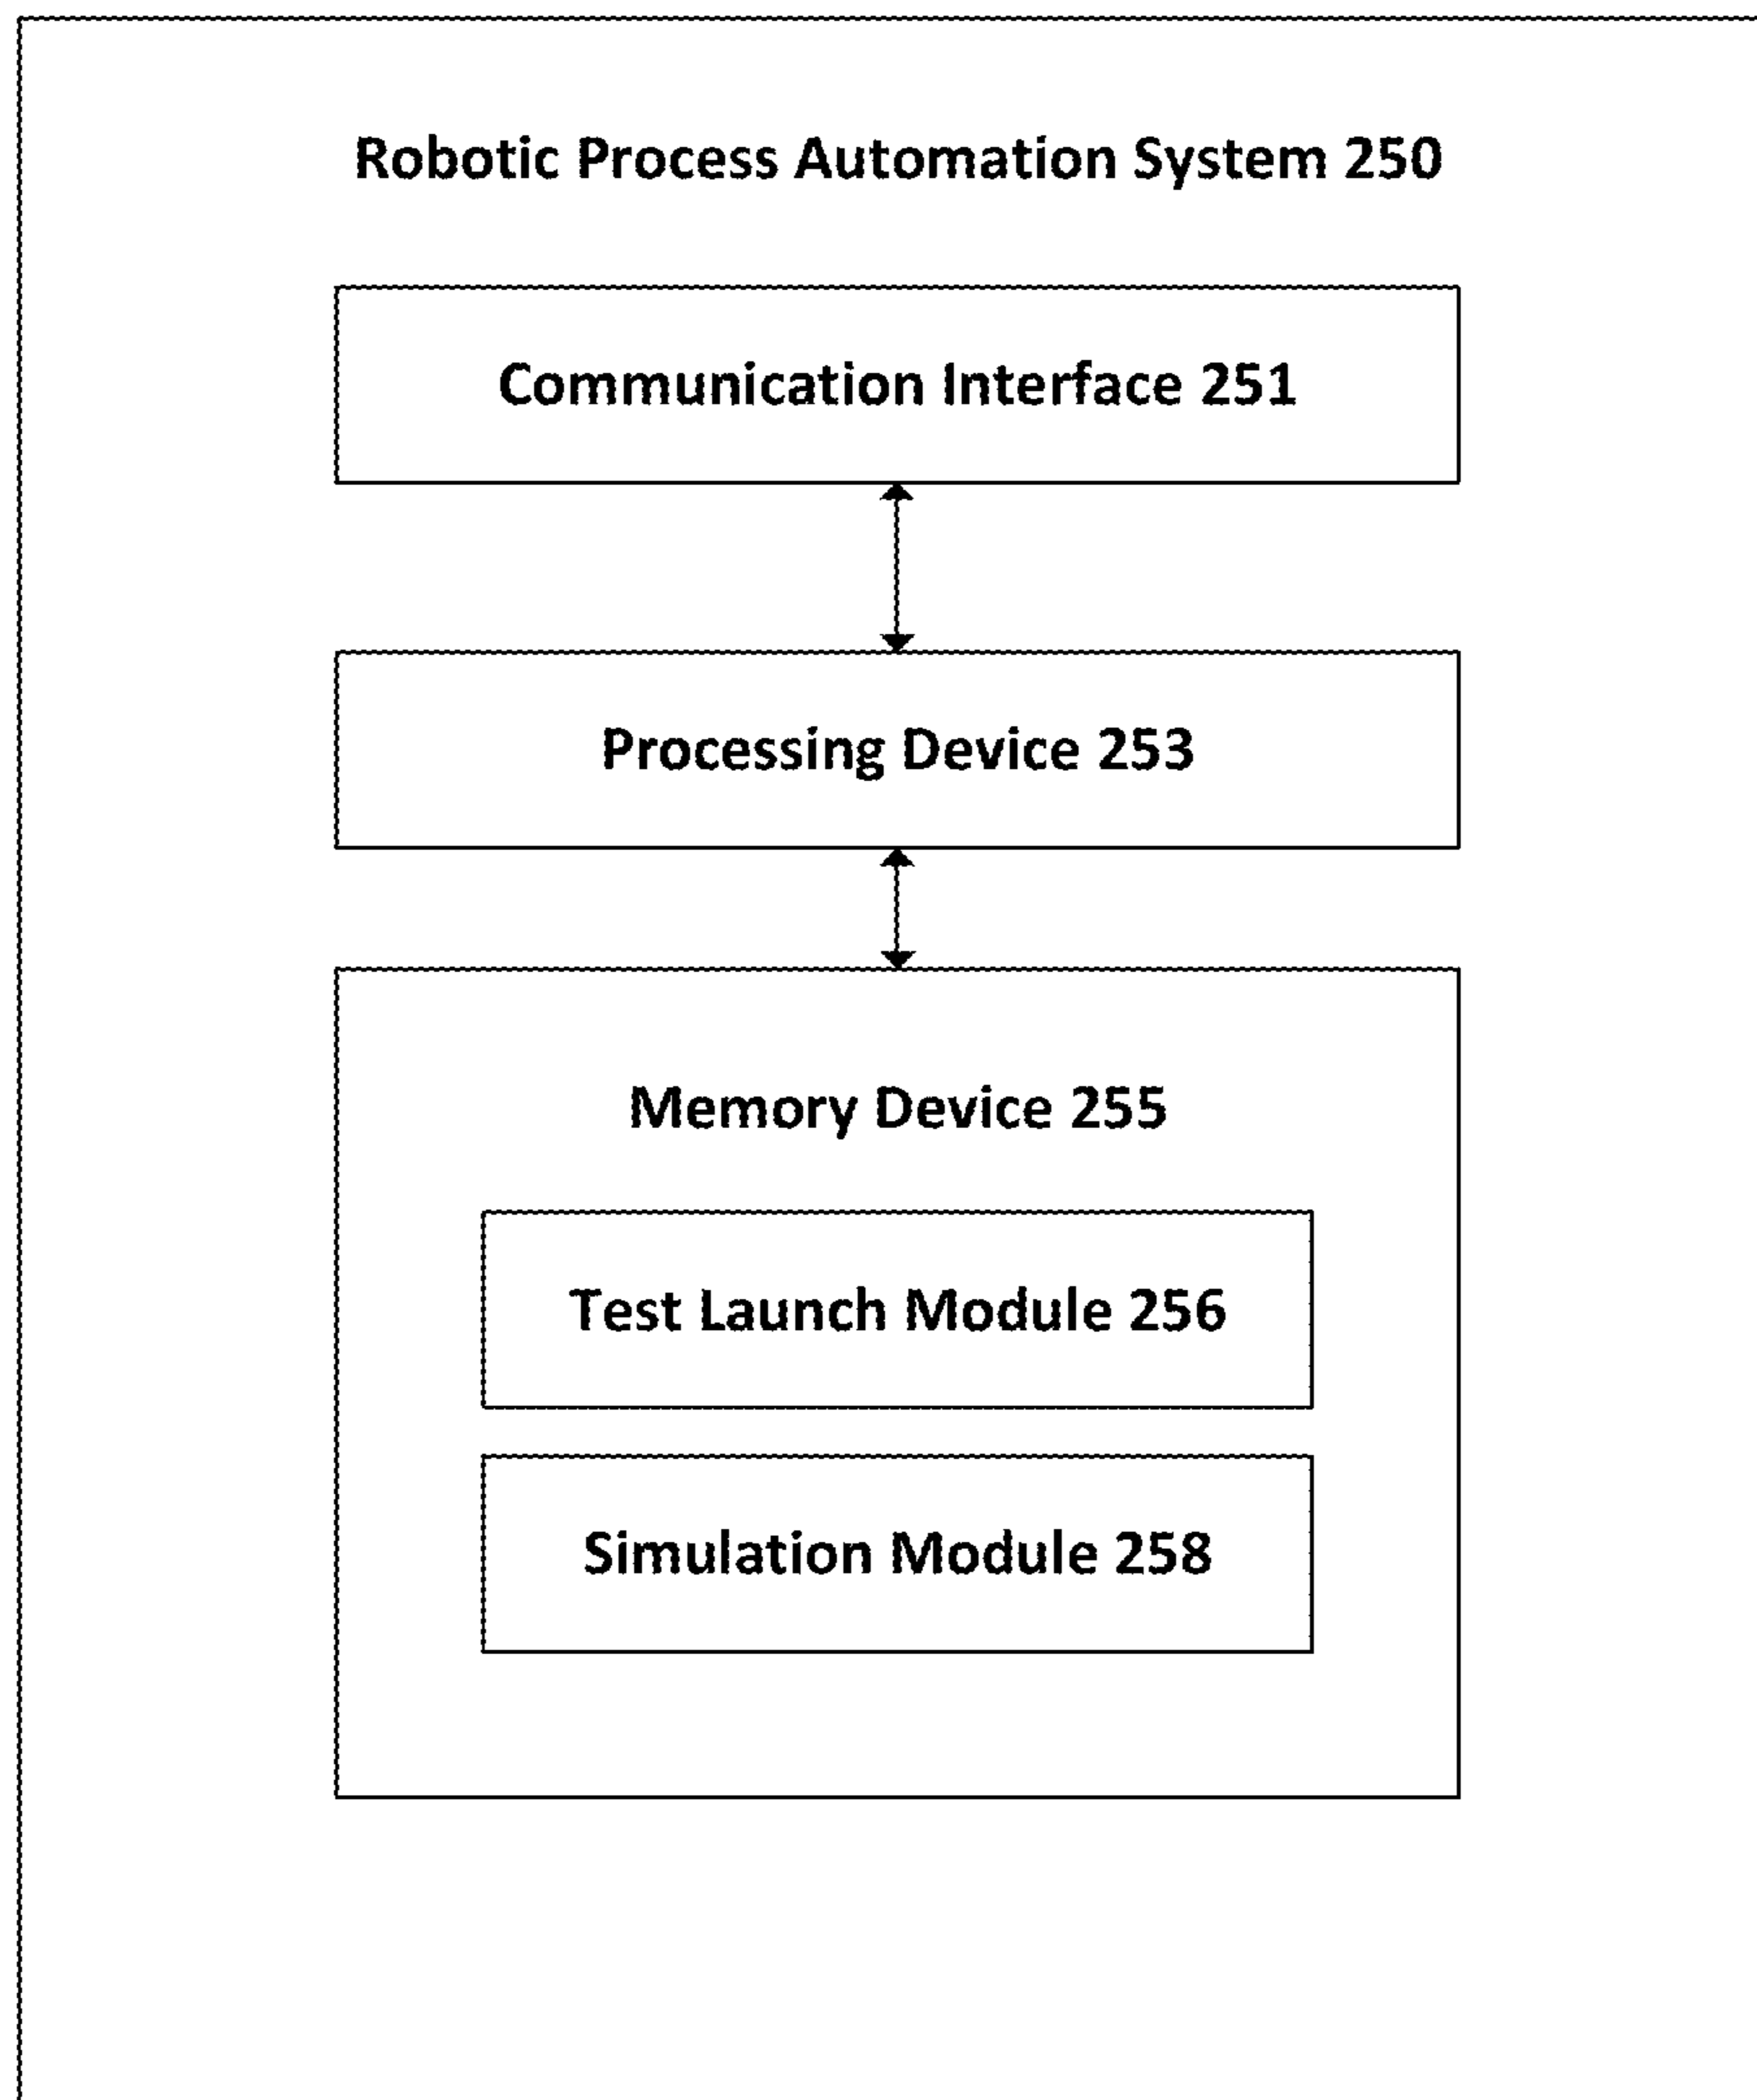 Robotic Process Automation System 250
Communication Interface 251
Processing Device 253
Memory Device 255
Test Launch Module 256
Simulation Module 258